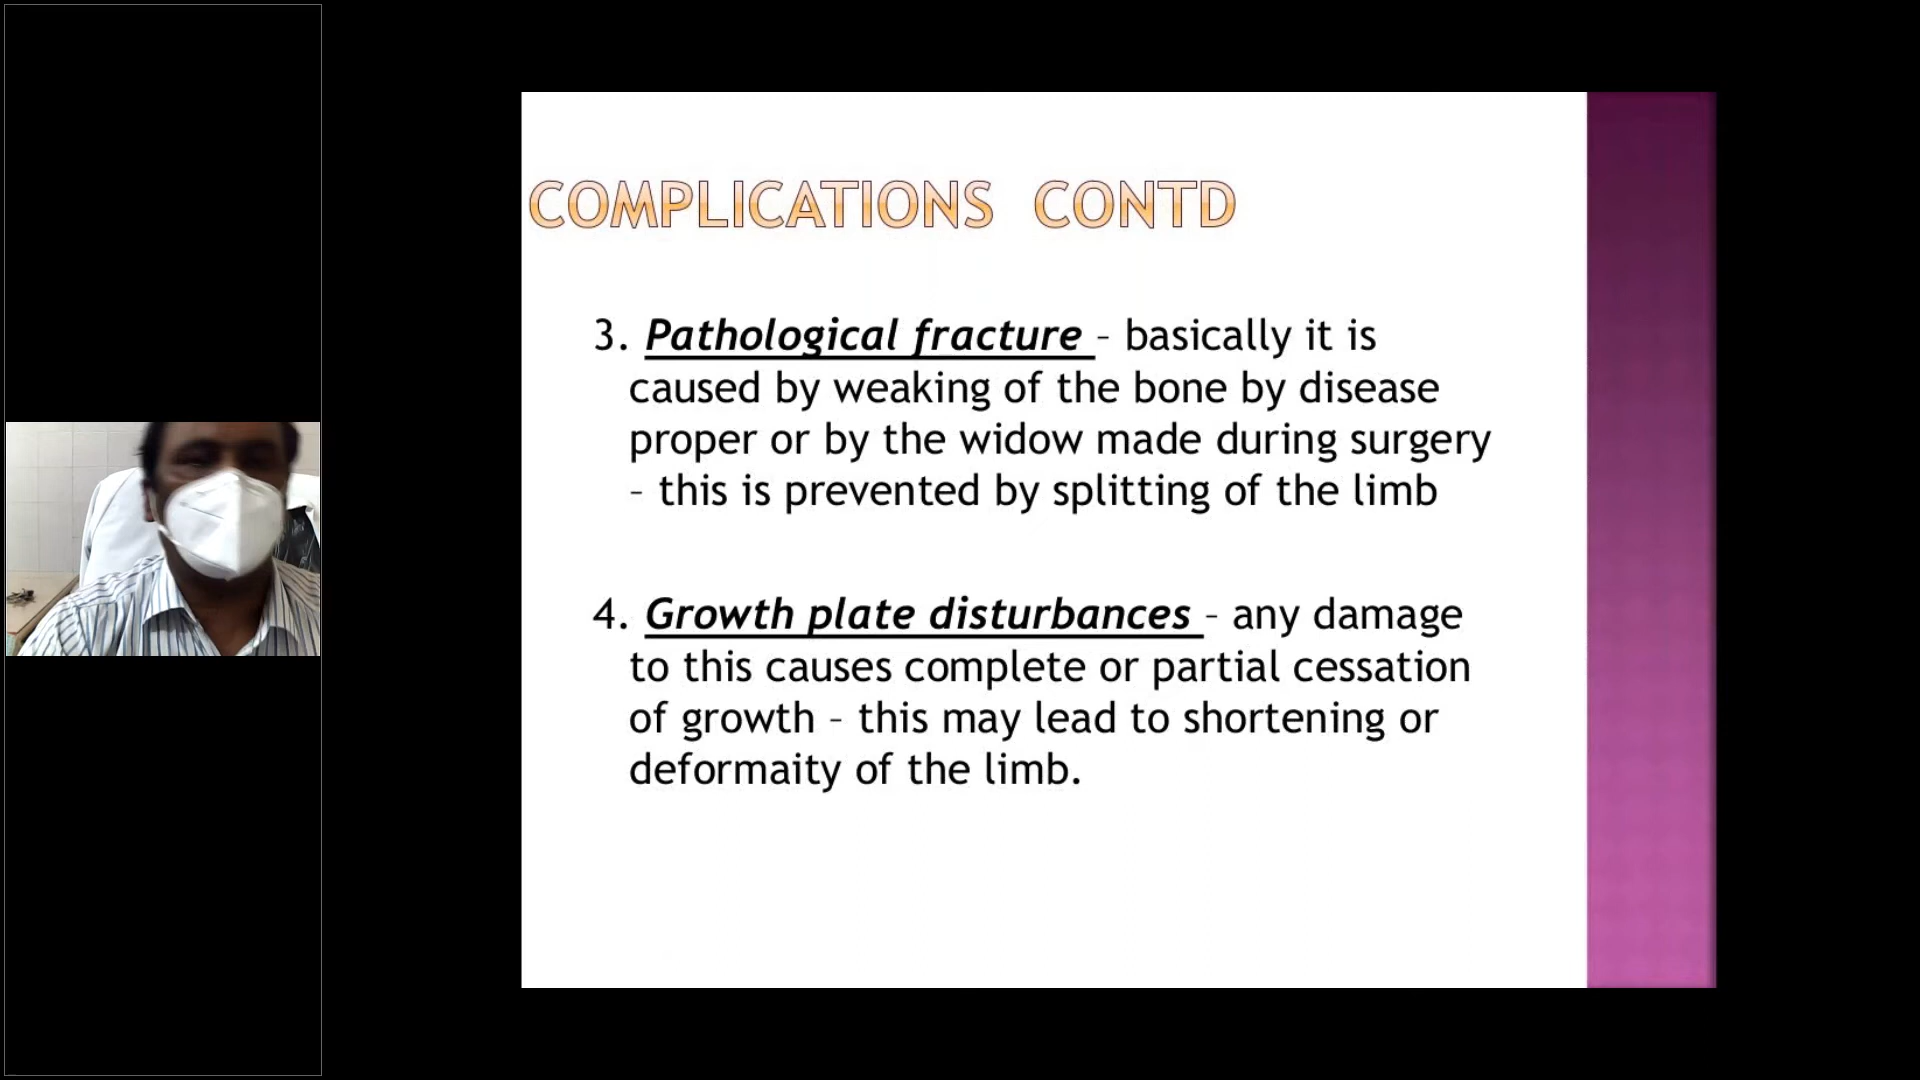 COMPLICATIONS CONTD
3. Pathological fracture – basically it is
caused by weaking of the bone by disease
proper or by the widow made during surgery
– this is prevented by splitting of the limb
4. Growth plate disturbances – any damage
to this causes complete or partial cessation
of growth – this may lead to shortening or
deformaity of the limb.